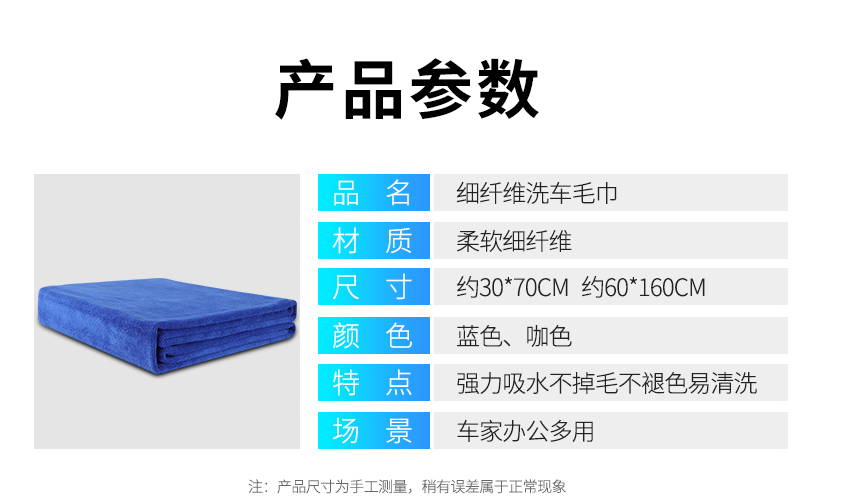 产品参数
品 名 细纤维洗车毛巾
材 质 柔软细纤维
尺 寸 约30*70CM 约60*160CM
颜 色 蓝色、咖色
特 点 强力吸水不掉毛不褪色易清洗
场 景 车家办公多用
注：产品尺寸为手工测量，稍有误差属于正常现象